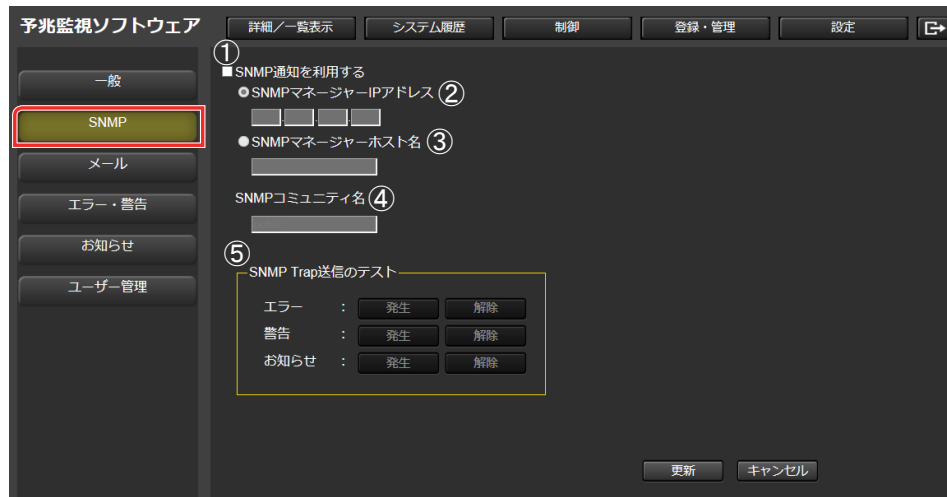 予兆監視ソフトウェア 詳細／一覧表示 システム履歴 制御 登録・管理 設定
一般
SNMP
メール
エラー・警告
お知らせ
ユーザー管理
①
SNMP通知を利用する
SNMPマネージャーIPアドレス ②
SNMPマネージャーホスト名 ③
SNMPコミュニティ名 ④
⑤
SNMP Trap送信のテスト
エラー : 発生 解除
警告 : 発生 解除
お知らせ : 発生 解除
更新 キャンセル